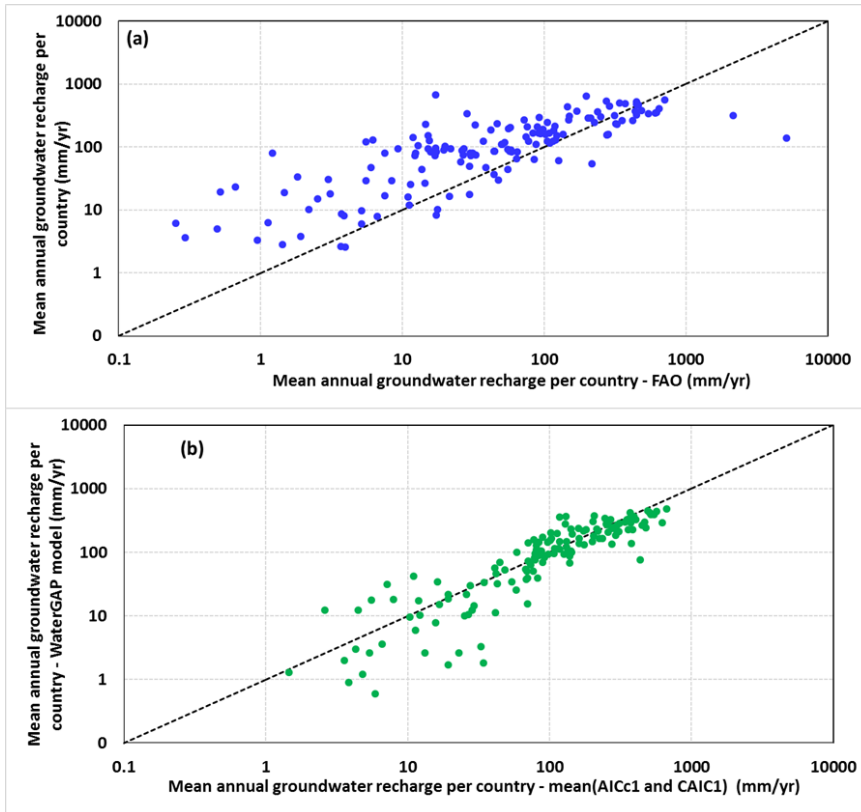 (a)
Mean annual groundwater recharge per
country (mm/yr)
10000
1000
100
10
1
0
0.1 1 10 100 1000 10000
Mean annual groundwater recharge per country - FAO (mm/yr)
(b)
Mean annual groundwater recharge per
country - WaterGAP model (mm/yr)
10000
1000
100
10
1
0
0.1 1 10 100 1000 10000
Mean annual groundwater recharge per country - mean(AICc1 and CAIC1) (mm/yr)